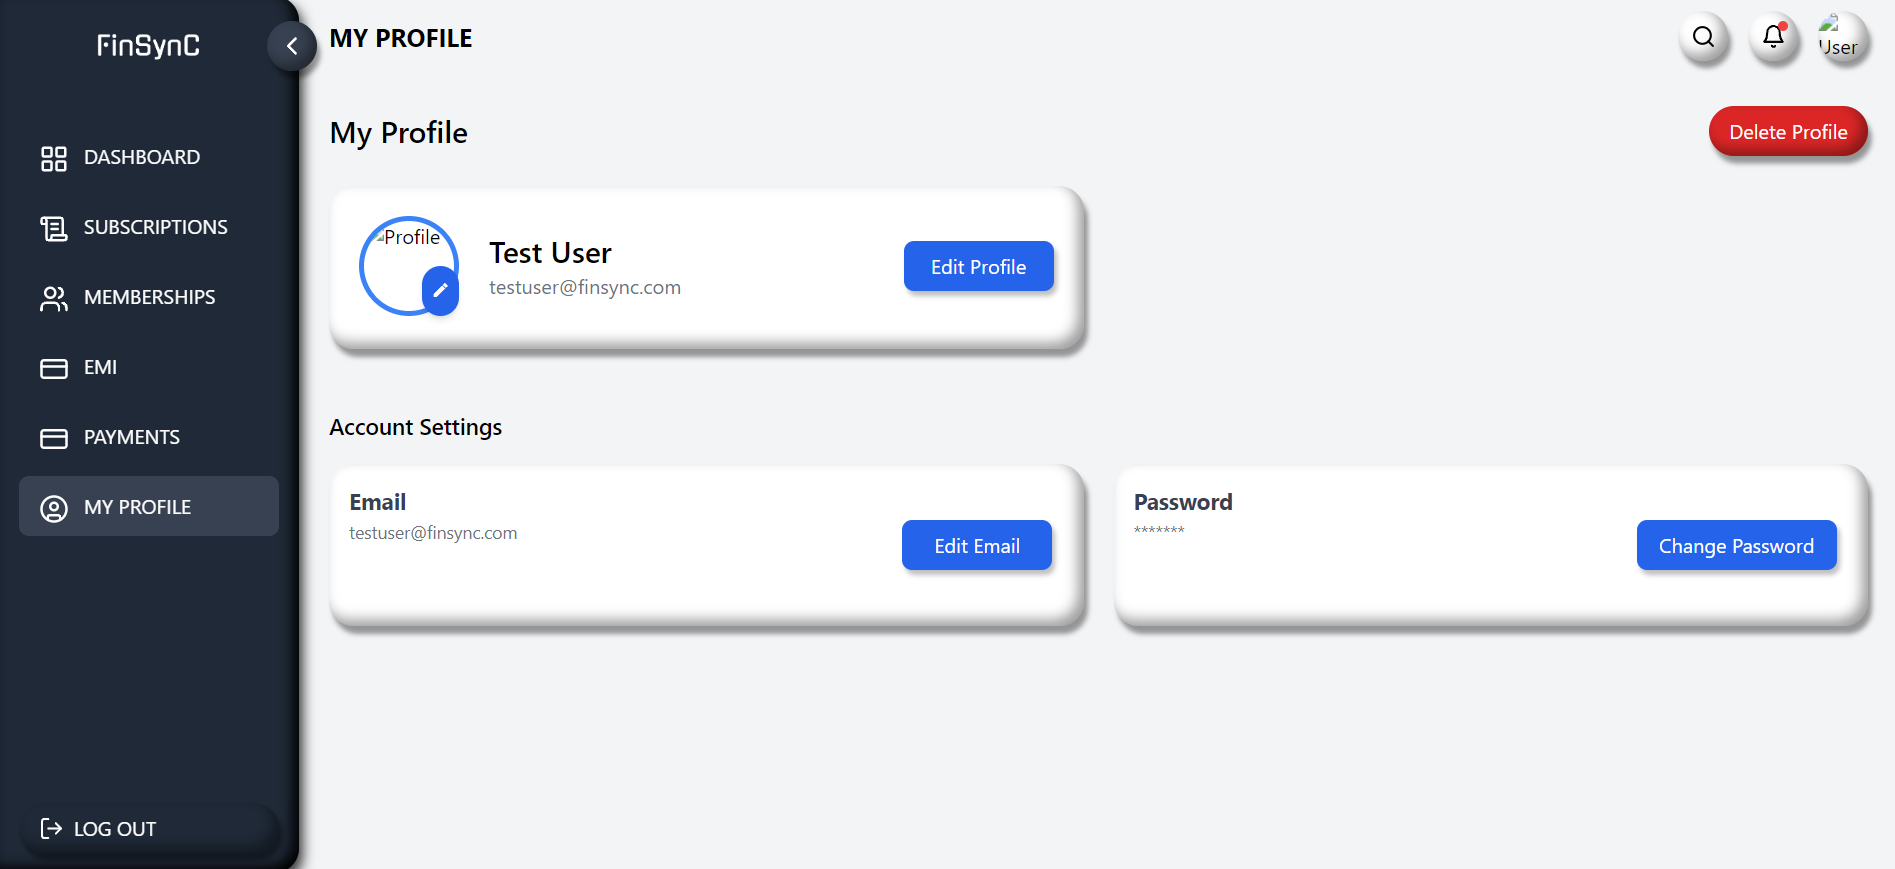 FinSynC
MY PROFILE
User
DASHBOARD
SUBSCRIPTIONS
MEMBERSHIPS
EMI
PAYMENTS
MY PROFILE
LOG OUT
My Profile
Delete Profile
Profile
Test User
testuser@finsync.com
Edit Profile
Account Settings
Email
testuser@finsync.com
Edit Email
Password
*******
Change Password